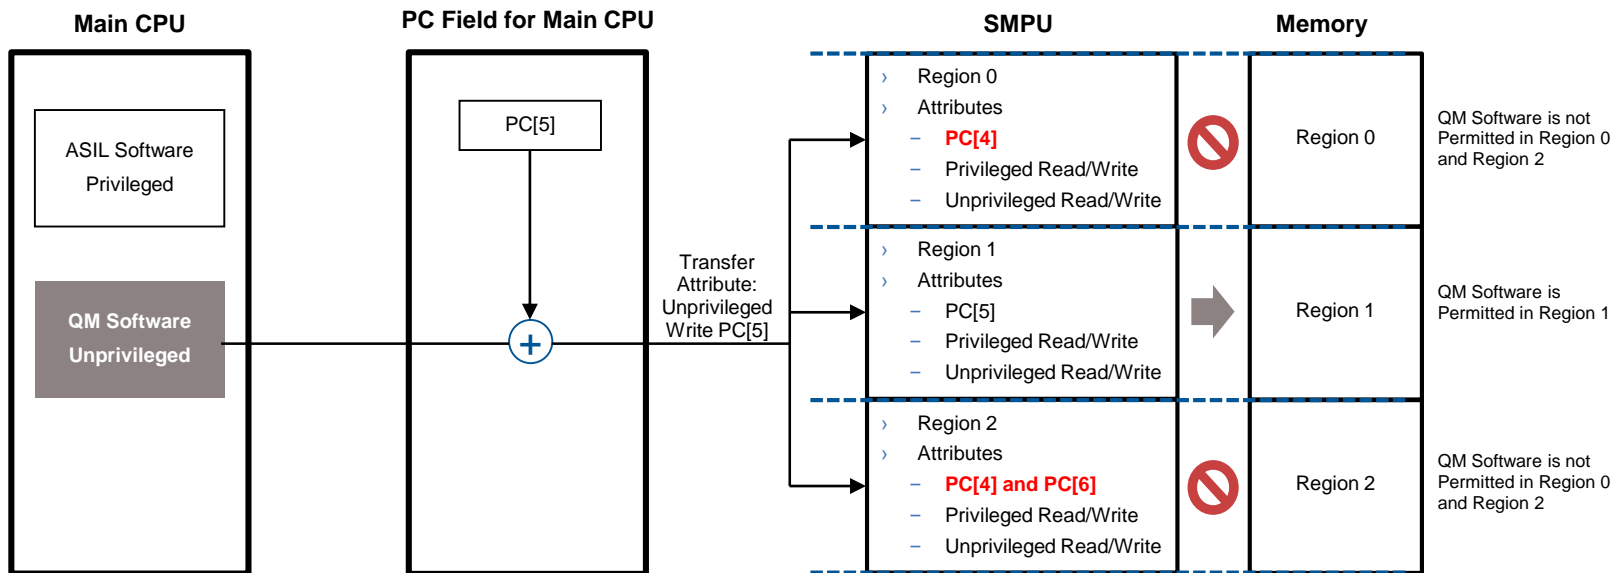 Main CPU
PC Field for Main CPU
SMPU
Memory
ASIL Software
Privileged
QM Software
Unprivileged
PC[5]
+
Transfer
Attribute:
Unprivileged
Write PC[5]
› Region 0
› Attributes
– PC[4]
– Privileged Read/Write
– Unprivileged Read/Write
Region 0
QM Software is not
Permitted in Region 0
and Region 2
› Region 1
› Attributes
– PC[5]
– Privileged Read/Write
– Unprivileged Read/Write
Region 1
QM Software is
Permitted in Region 1
› Region 2
› Attributes
– PC[4] and PC[6]
– Privileged Read/Write
– Unprivileged Read/Write
Region 2
QM Software is not
Permitted in Region 0
and Region 2